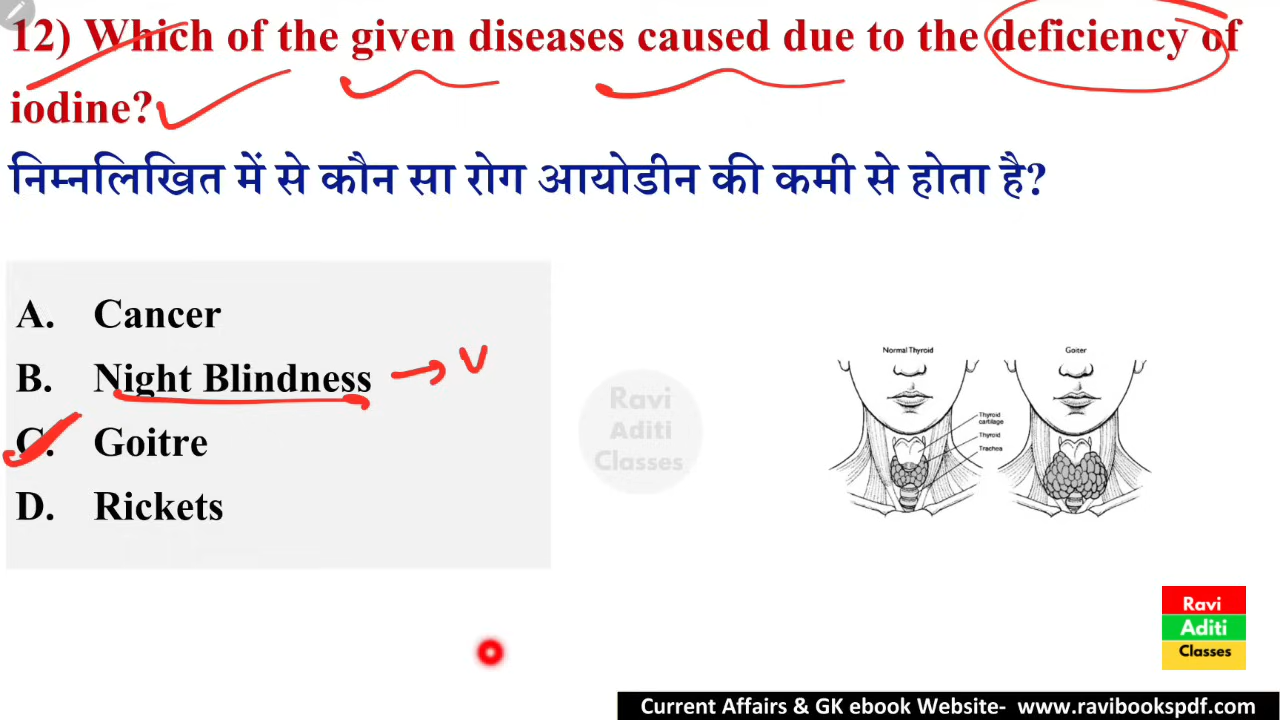 12) Which of the given diseases caused due to the deficiency of
iodine?
निम्नलिखित में से कौन सा रोग आयोडीन की कमी से होता है?
A. Cancer
B. Night Blindness → V
C. Goitre
D. Rickets
Ravi
Aditi
Classes
Normal Thyroid
Goiter
Thyroid
cartilage
Thyroid
Trachea
Ravi
Aditi
Classes
Current Affairs & GK ebook Website- www.ravibookspdf.com